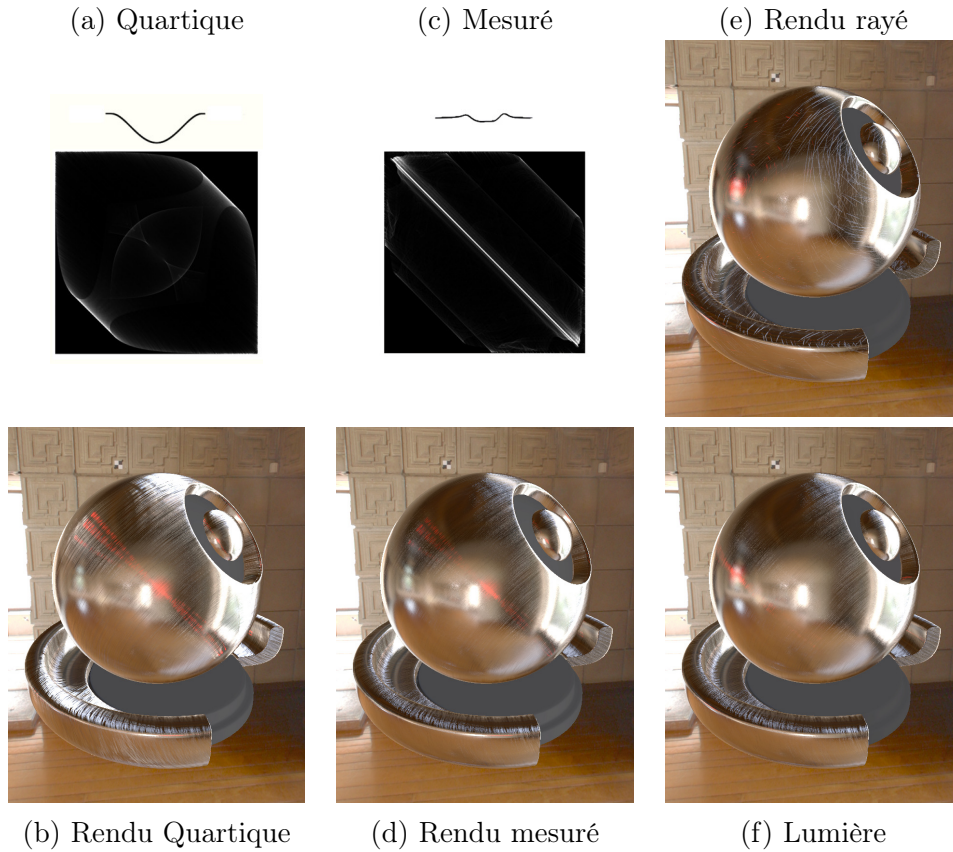 (a) Quartique
(c) Mesuré
(e) Rendu rayé
(b) Rendu Quartique
(d) Rendu mesuré
(f) Lumière